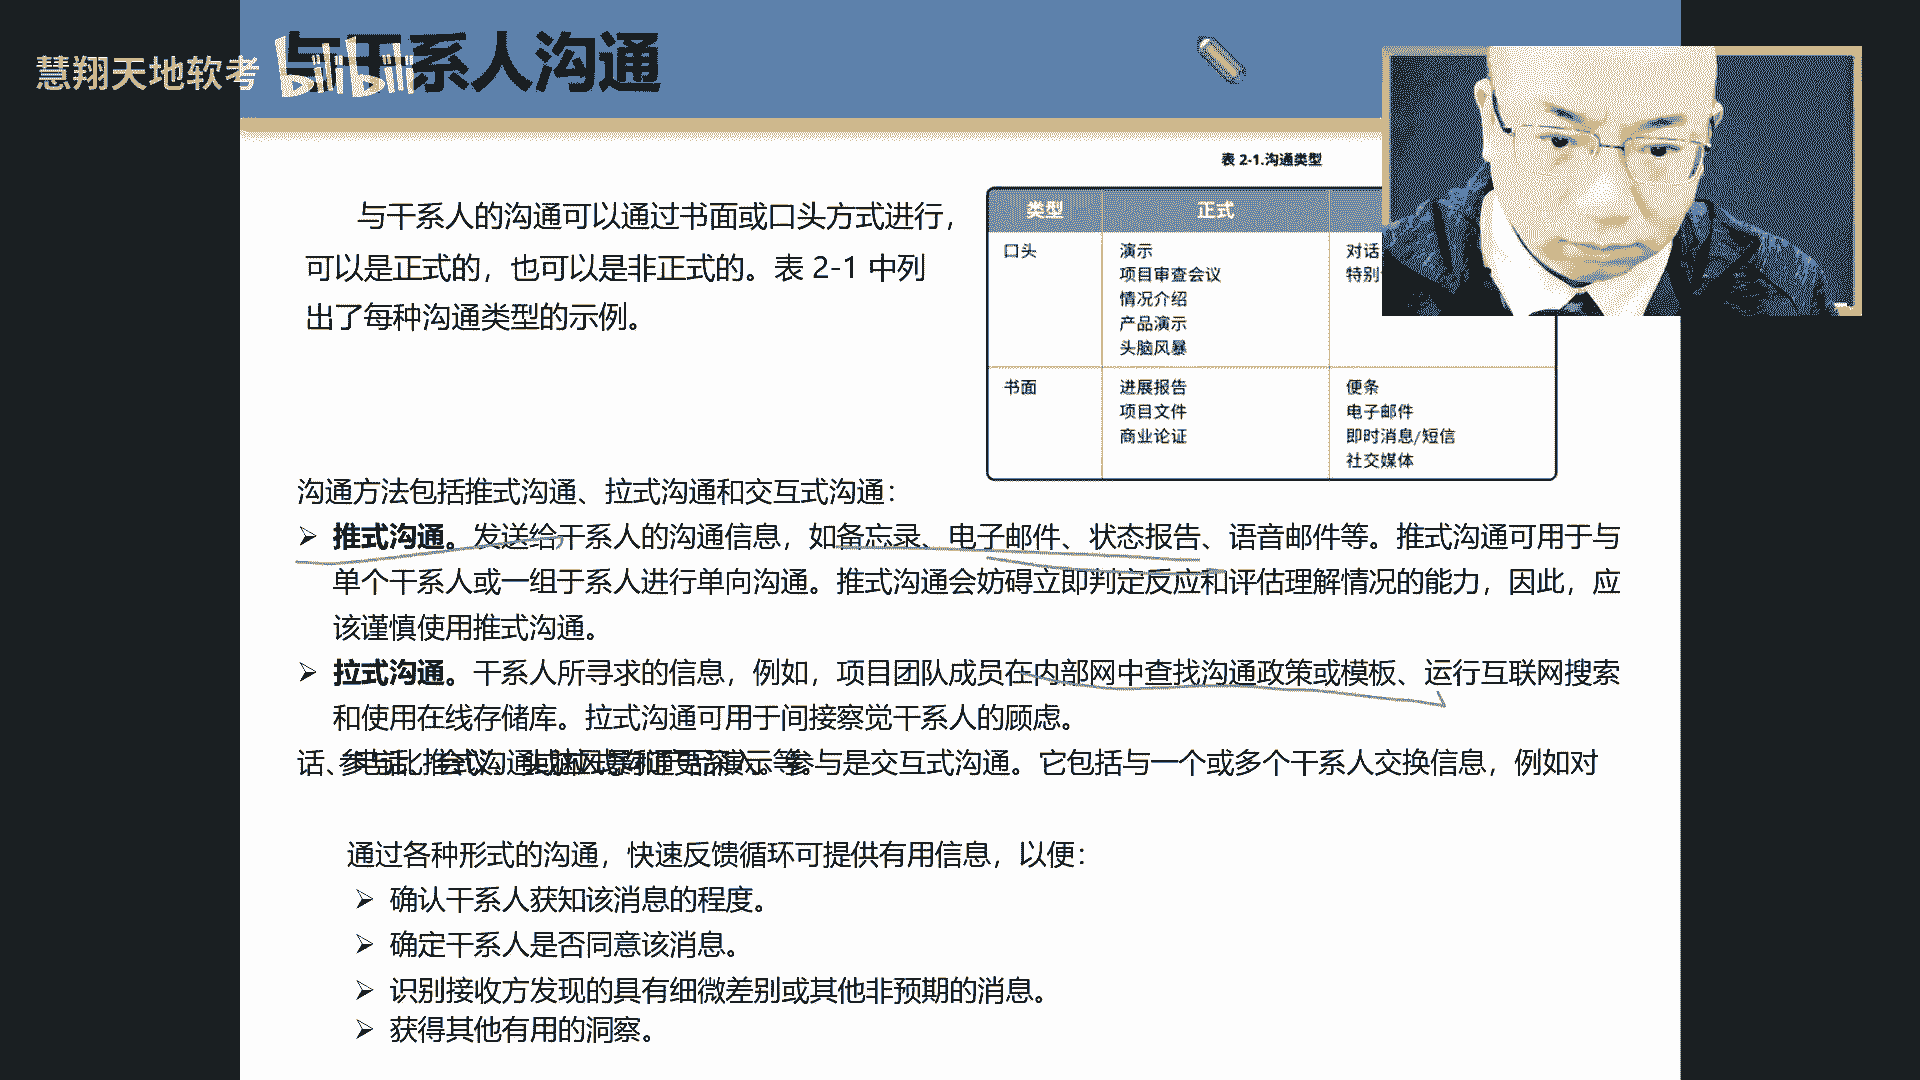 慧翔天地软考
bilibili
与干系人沟通
与干系人的沟通可以通过书面或口头方式进行，
可以是正式的，也可以是非正式的。表 2-1 中列
出了每种沟通类型的示例。
表 2-1.沟通类型
类型 正式
口头 演示 对话
项目审查会议 特别
情况介绍
产品演示
头脑风暴
书面 进展报告 便条
项目文件 电子邮件
商业论证 即时消息/短信
社交媒体
沟通方法包括推式沟通、拉式沟通和交互式沟通：
➢ 推式沟通。发送给干系人的沟通信息，如备忘录、电子邮件、状态报告、语音邮件等。推式沟通可用于与
单个干系人或一组于系人进行单向沟通。推式沟通会妨碍立即判定反应和评估理解情况的能力，因此，应
该谨慎使用推式沟通。
➢ 拉式沟通。干系人所寻求的信息，例如，项目团队成员在内部网中查找沟通政策或模板、运行互联网搜索
和使用在线存储库。拉式沟通可用于间接察觉干系人的顾虑。
参与是交互式沟通。它包括与一个或多个干系人交换信息，例如对
通过各种形式的沟通，快速反馈循环可提供有用信息，以便：
➢ 确认干系人获知该消息的程度。
➢ 确定干系人是否同意该消息。
➢ 识别接收方发现的具有细微差别或其他非预期的消息。
➢ 获得其他有用的洞察。